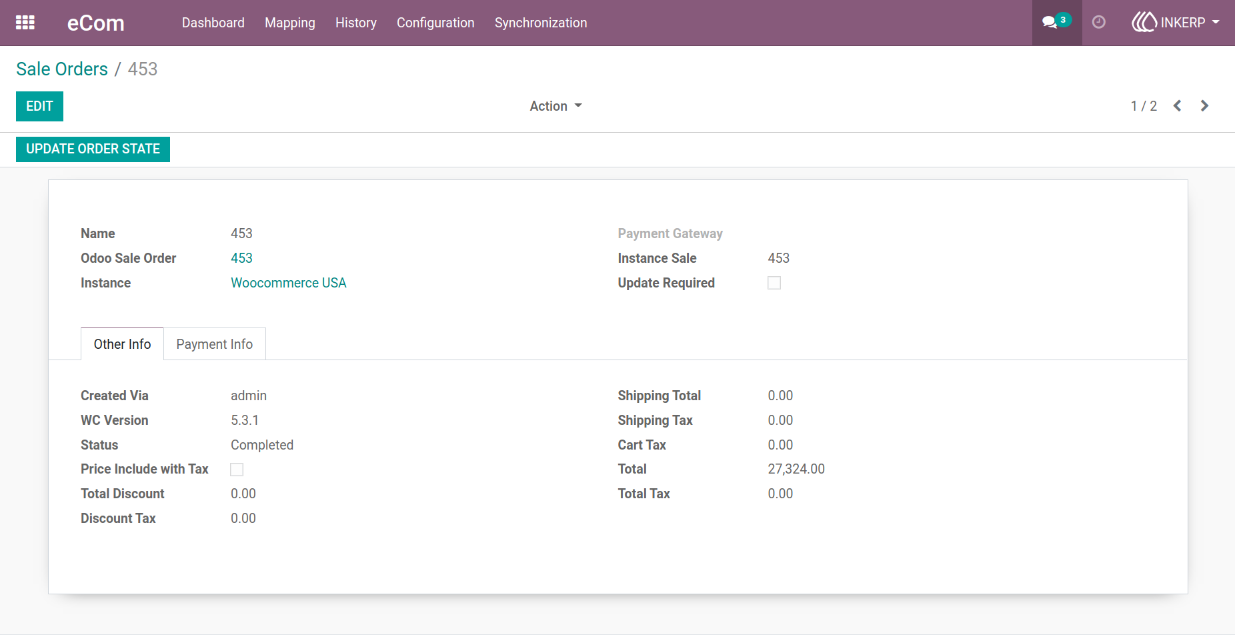 eCom Dashboard Mapping History Configuration Synchronization 3 INKERP
Sale Orders / 453
EDIT Action 1 / 2
UPDATE ORDER STATE
Name 453 Payment Gateway
Odoo Sale Order 453 Instance Sale 453
Instance Woocommerce USA Update Required
Other Info Payment Info
Created Via admin Shipping Total 0.00
WC Version 5.3.1 Shipping Tax 0.00
Status Completed Cart Tax 0.00
Price Include with Tax Total 27,324.00
Total Discount 0.00 Total Tax 0.00
Discount Tax 0.00